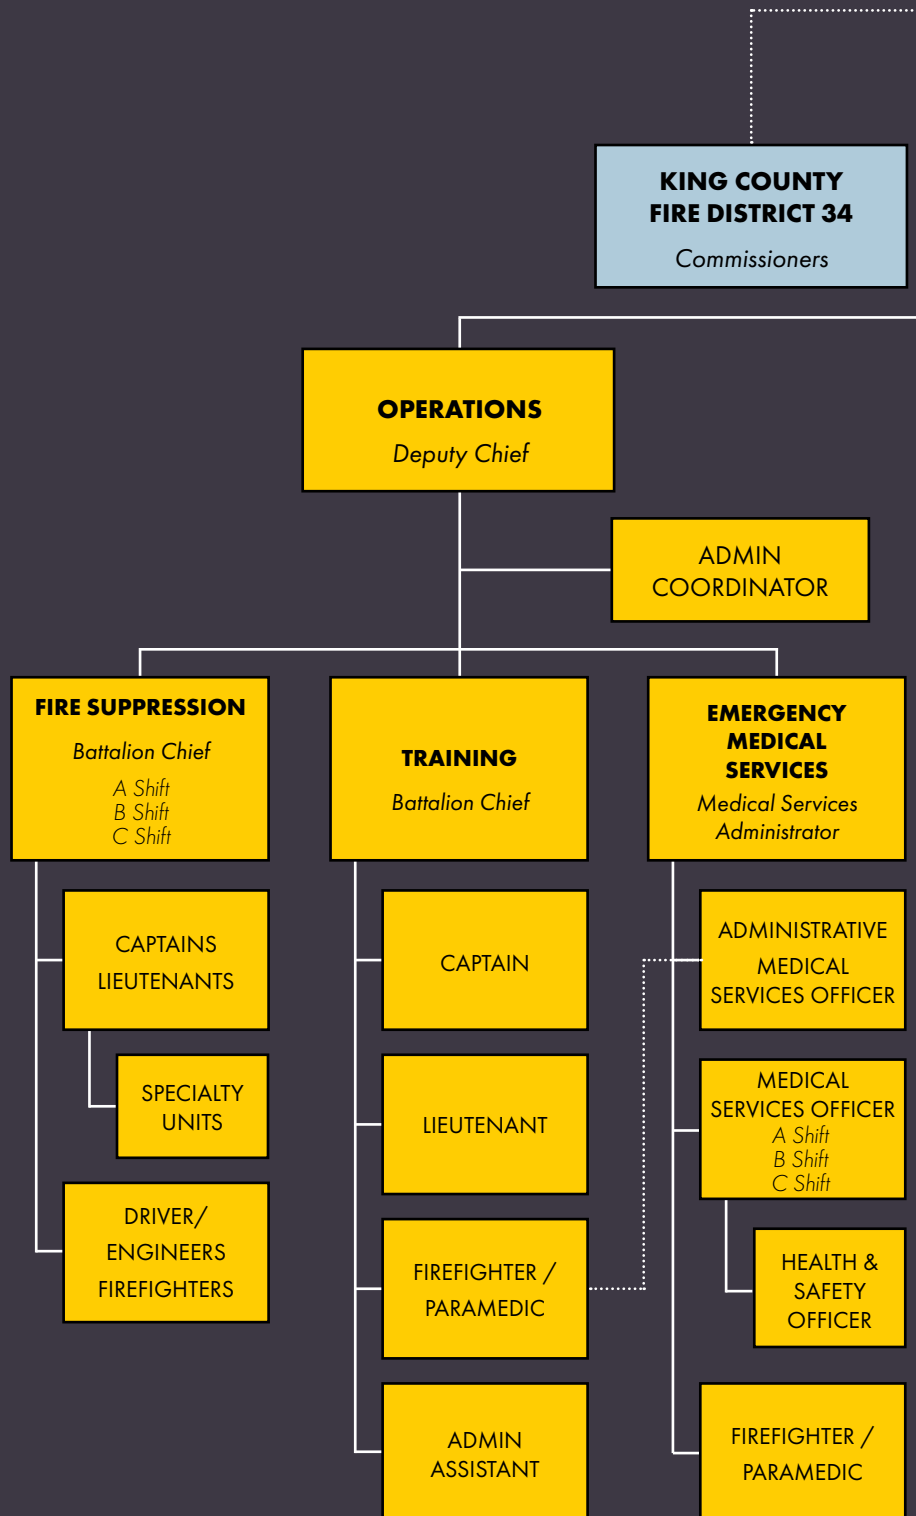 KING COUNTY
FIRE DISTRICT 34
Commissioners
OPERATIONS
Deputy Chief
ADMIN
COORDINATOR
FIRE SUPPRESSION
Battalion Chief
A Shift
B Shift
C Shift
TRAINING
Battalion Chief
EMERGENCY
MEDICAL
SERVICES
Medical Services
Administrator
CAPTAINS
LIEUTENANTS
SPECIALTY
UNITS
DRIVER/
ENGINEERS
FIREFIGHTERS
CAPTAIN
LIEUTENANT
FIREFIGHTER /
PARAMEDIC
ADMIN
ASSISTANT
ADMINISTRATIVE
MEDICAL
SERVICES OFFICER
MEDICAL
SERVICES OFFICER
A Shift
B Shift
C Shift
HEALTH &
SAFETY
OFFICER
FIREFIGHTER /
PARAMEDIC